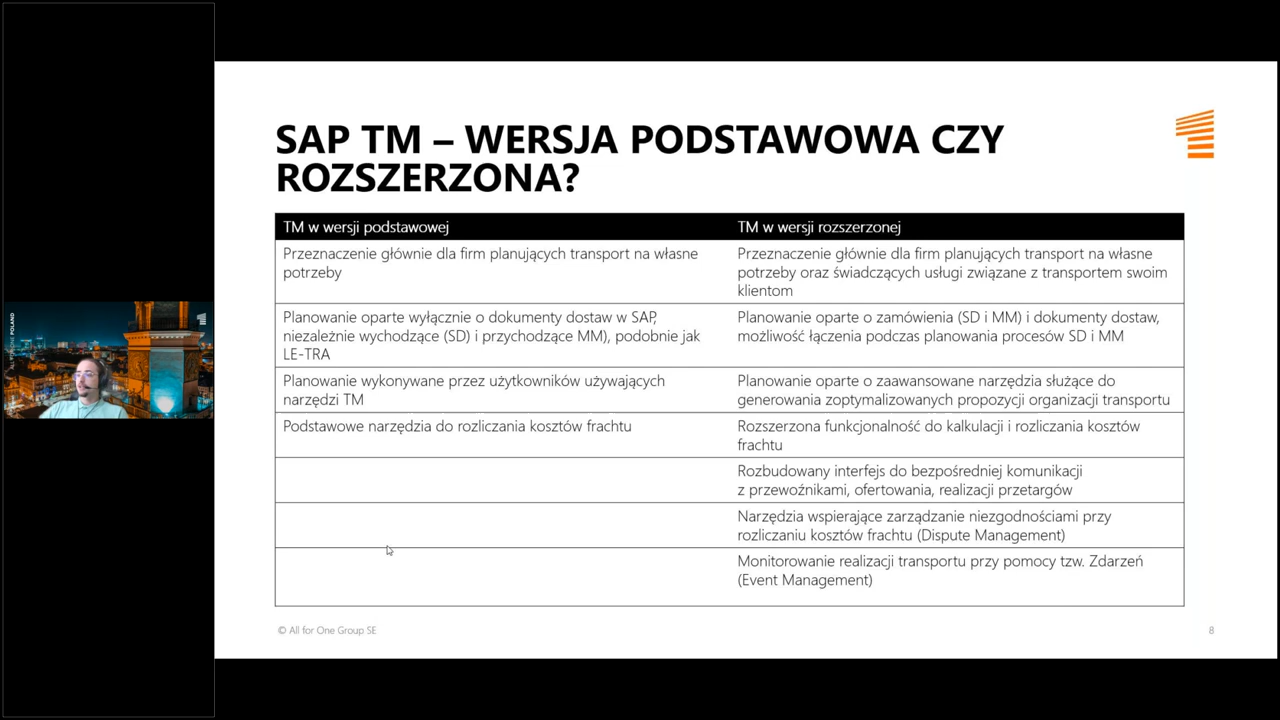 SAP TM – WERSJA PODSTAWOWA CZY
ROZSZERZONA?
TM w wersji podstawowej
TM w wersji rozszerzonej
Przeznaczenie głównie dla firm planujących transport na własne
potrzeby
Przeznaczenie głównie dla firm planujących transport na własne
potrzeby oraz świadczących usługi związane z transportem swoim
klientom
Planowanie oparte wyłącznie o dokumenty dostaw w SAP,
niezależnie wychodzące (SD) i przychodzące MM), podobnie jak
LE-TRA
Planowanie oparte o zamówienia (SD i MM) i dokumenty dostaw,
możliwość łączenia podczas planowania procesów SD i MM
Planowanie wykonywane przez użytkowników używających
narzędzi TM
Planowanie oparte o zaawansowane narzędzia służące do
generowania zoptymalizowanych propozycji organizacji transportu
Podstawowe narzędzia do rozliczania kosztów frachtu
Rozszerzona funkcjonalność do kalkulacji i rozliczania kosztów
frachtu
Rozbudowany interfejs do bezpośredniej komunikacji
z przewoźnikami, ofertowania, realizacji przetargów
Narzędzia wspierające zarządzanie niezgodnościami przy
rozliczaniu kosztów frachtu (Dispute Management)
Monitorowanie realizacji transportu przy pomocy tzw. Zdarzeń
(Event Management)
© All for One Group SE
8